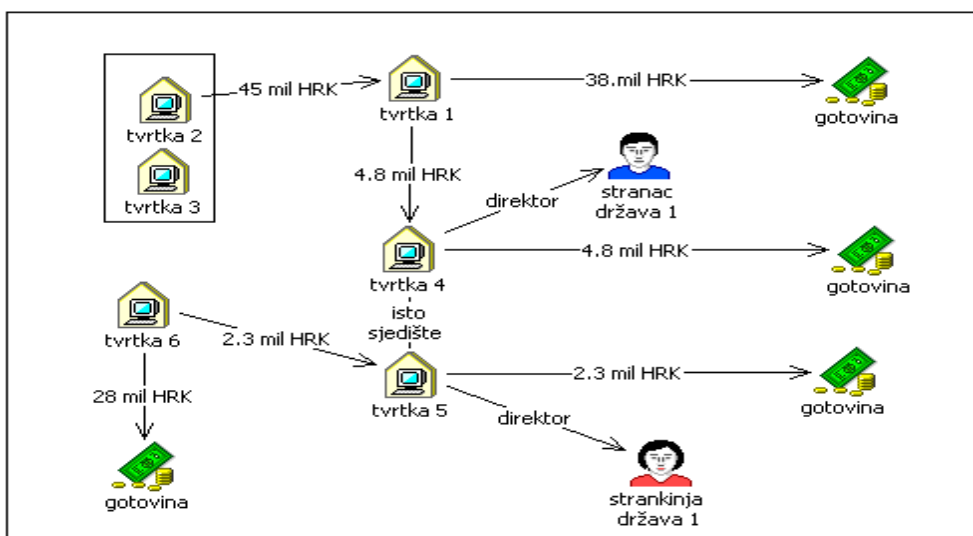 45 mil HRK
38.mil HRK
tvrtka 2
tvrtka 1
gotovina
tvrtka 3
4.8 mil HRK
direktor
stranac
država 1
tvrtka 4
4.8 mil HRK
gotovina
isto
sjedište
tvrtka 6
2.3 mil HRK
tvrtka 5
2.3 mil HRK
gotovina
28 mil HRK
direktor
gotovina
strankinja
država 1